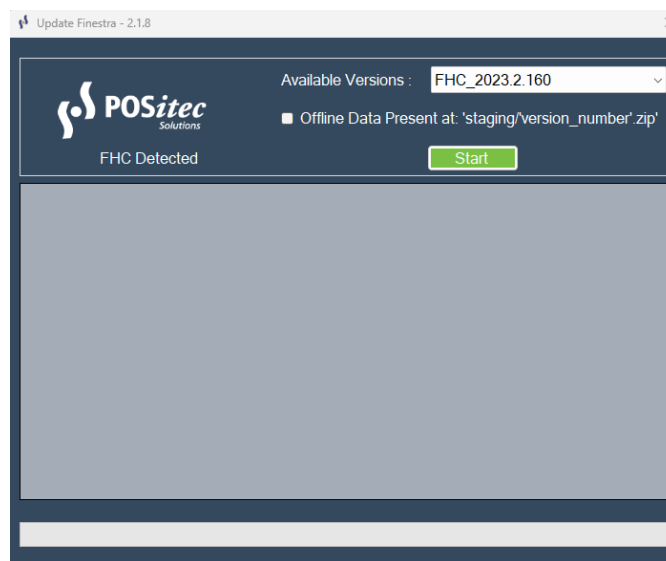 Update Finestra - 2.1.8
Available Versions : FHC_2023.2.160
POSitec
Solutions
Offline Data Present at: 'staging/'version_number'.zip'
FHC Detected
Start